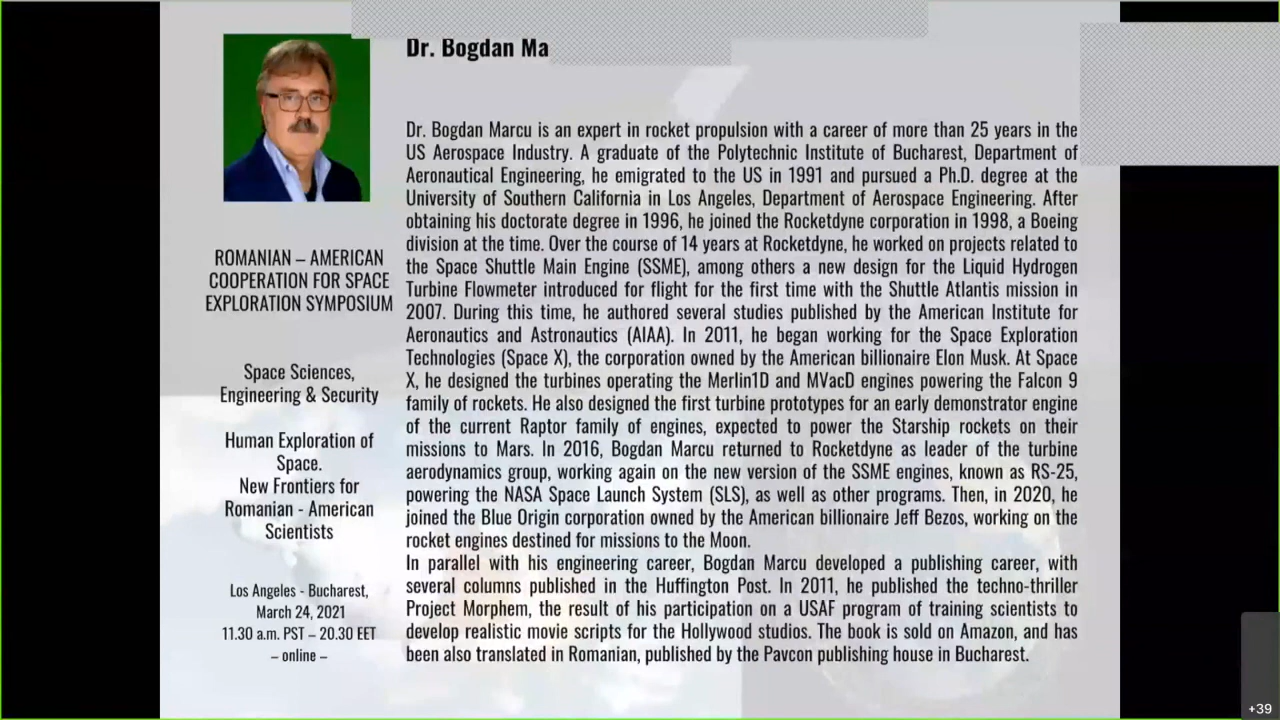 Dr. Bogdan Ma
Dr. Bogdan Marcu is an expert in rocket propulsion with a career of more than 25 years in the
US Aerospace Industry. A graduate of the Polytechnic Institute of Bucharest, Department of
Aeronautical Engineering, he emigrated to the US in 1991 and pursued a Ph.D. degree at the
University of Southern California in Los Angeles, Department of Aerospace Engineering. After
obtaining his doctorate degree in 1996, he joined the Rocketdyne corporation in 1998, a Boeing
division at the time. Over the course of 14 years at Rocketdyne, he worked on projects related to
the Space Shuttle Main Engine (SSME), among others a new design for the Liquid Hydrogen
Turbine Flowmeter introduced for flight for the first time with the Shuttle Atlantis mission in
2007. During this time, he authored several studies published by the American Institute for
Aeronautics and Astronautics (AIAA). In 2011, he began working for the Space Exploration
Technologies (Space X), the corporation owned by the American billionaire Elon Musk. At Space
X, he designed the turbines operating the Merlin1D and MVacD engines powering the Falcon 9
family of rockets. He also designed the first turbine prototypes for an early demonstrator engine
of the current Raptor family of engines, expected to power the Starship rockets on their
missions to Mars. In 2016, Bogdan Marcu returned to Rocketdyne as leader of the turbine
aerodynamics group, working again on the new version of the SSME engines, known as RS-25,
powering the NASA Space Launch System (SLS), as well as other programs. Then, in 2020, he
joined the Blue Origin corporation owned by the American billionaire Jeff Bezos, working on the
rocket engines destined for missions to the Moon.
In parallel with his engineering career, Bogdan Marcu developed a publishing career, with
several columns published in the Huffington Post. In 2011, he published the techno-thriller
Project Morphem, the result of his participation on a USAF program of training scientists to
develop realistic movie scripts for the Hollywood studios. The book is sold on Amazon, and has
been also translated in Romanian, published by the Pavcon publishing house in Bucharest.
ROMANIAN – AMERICAN
COOPERATION FOR SPACE
EXPLORATION SYMPOSIUM
Space Sciences,
Engineering & Security
Human Exploration of
Space.
New Frontiers for
Romanian - American
Scientists
Los Angeles - Bucharest,
March 24, 2021
11.30 a.m. PST – 20.30 EET
– online –
+39